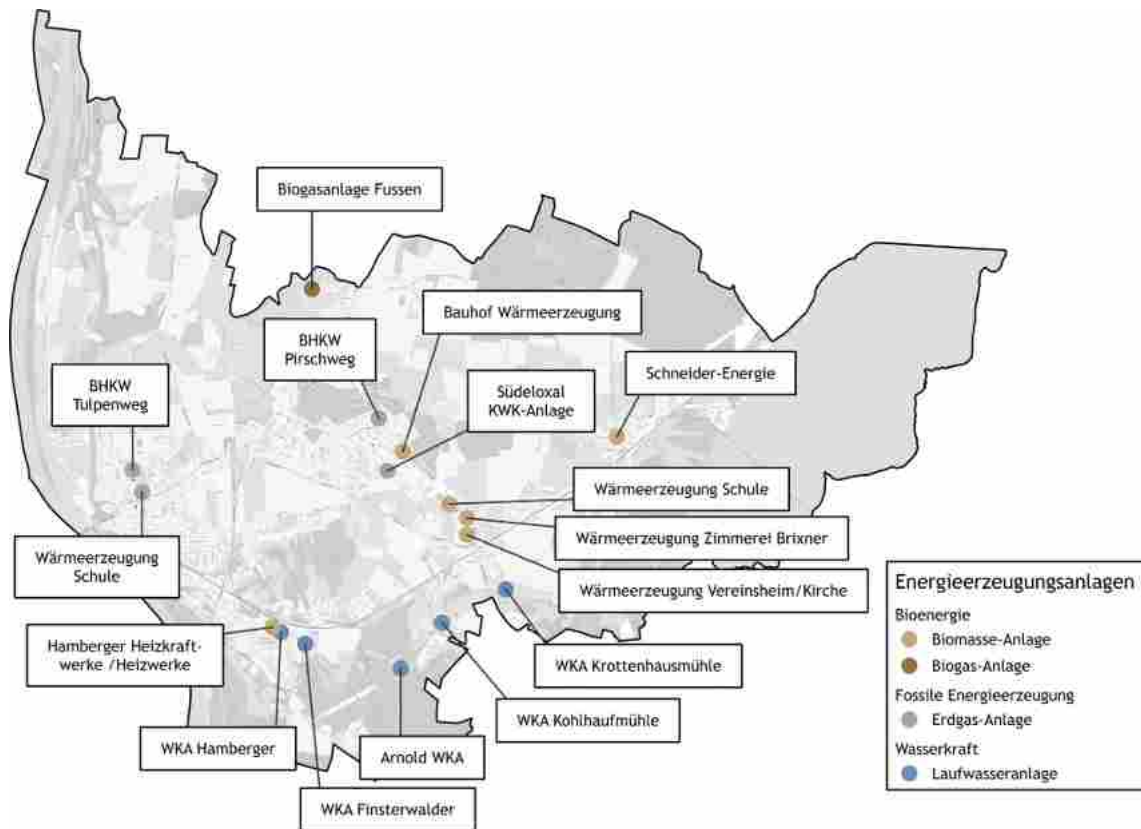 Biogasanlage Fussen
Bauhof Wärmeerzeugung
BHKW
Pirschweg
Schneider-Energie
BHKW
Tulpenweg
Südeloxal
KWK-Anlage
Wärmeerzeugung Schule
Wärmeerzeugung Zimmerei Brixner
Wärmeerzeugung
Schule
Wärmeerzeugung Vereinsheim/Kirche
Hamberger Heizkraft-
werke /Heizwerke
WKA Krottenhausmühle
WKA Kohlhaufmühle
WKA Hamberger
Arnold WKA
WKA Finsterwalder
Energieerzeugungsanlagen
Bioenergie
Biomasse-Anlage
Biogas-Anlage
Fossile Energieerzeugung
Erdgas-Anlage
Wasserkraft
Laufwasseranlage